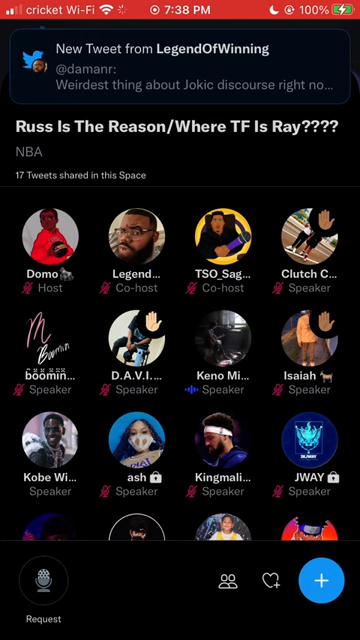 cricket Wi-Fi 7:38 PM 100%
New Tweet from LegendOfWinning
@damanr:
Weirdest thing about Jokic discourse right no...
Russ Is The Reason/Where TF Is Ray????
NBA
17 Tweets shared in this Space
Domo Legend... TSO_Sag... Clutch C...
Host Co-host Co-host Speaker
M
Boomin
boomin... D.A.V.I.... Keno Mi... Isaiah
Speaker Speaker Speaker Speaker
JWAY
Kobe Wi... ash Kingmali... JWAY
Speaker Speaker Speaker Speaker
Request